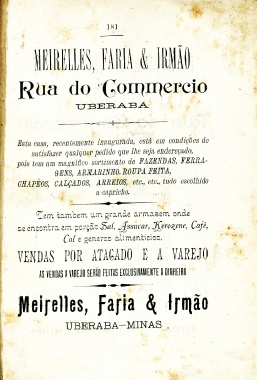 181
MEIRELLES, FARIA & IRMÃO
Rua do Commercio
UBERABA
Esta casa, recentemente inaugurada, está em condições de
satisfazer qualquer pedido que lhe seja endereçado,
pois tem um magnifico sortimento de FAZENDAS, FERRA-
GENS, ARMARINHO, ROUPA FEITA,
CHAPÉOS, CALÇADOS, ARREIOS, etc., etc., tudo escolhido
a capricho.
Tem tambem um grande armazem onde
se encontra em porção Sal, Assucar, Kerozene, Café,
Cal e generos alimenticios.
VENDAS POR ATACADO E A VAREJO
AS VENDAS A VAREJO SERÃO FEITAS EXCLUSIVAMENTE A DINHEIRO
Meirelles, Faria & Irmão
UBERABA-MINAS